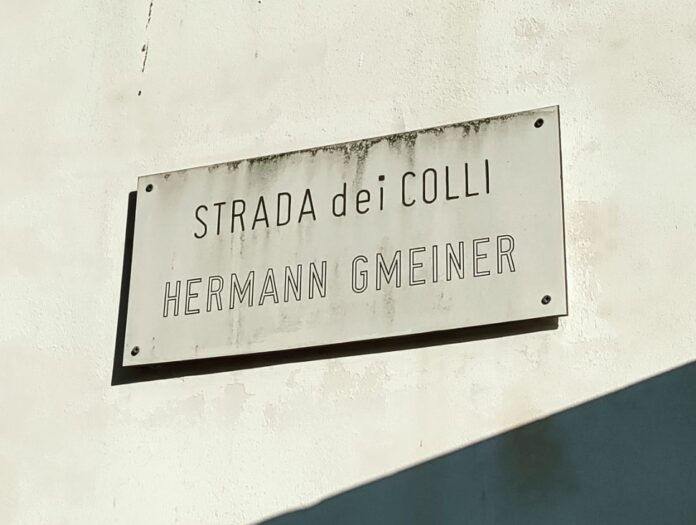 STRADA dei COLLI
HERMANN GMEINER